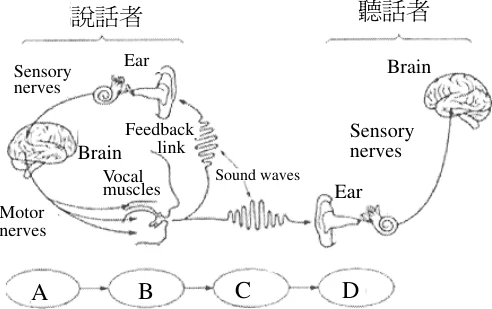 說話者
聽話者
Ear
Sensory
nerves
Brain
Feedback
link
Brain
Sensory
nerves
Vocal
muscles
Sound waves
Ear
Motor
nerves
A
B
C
D